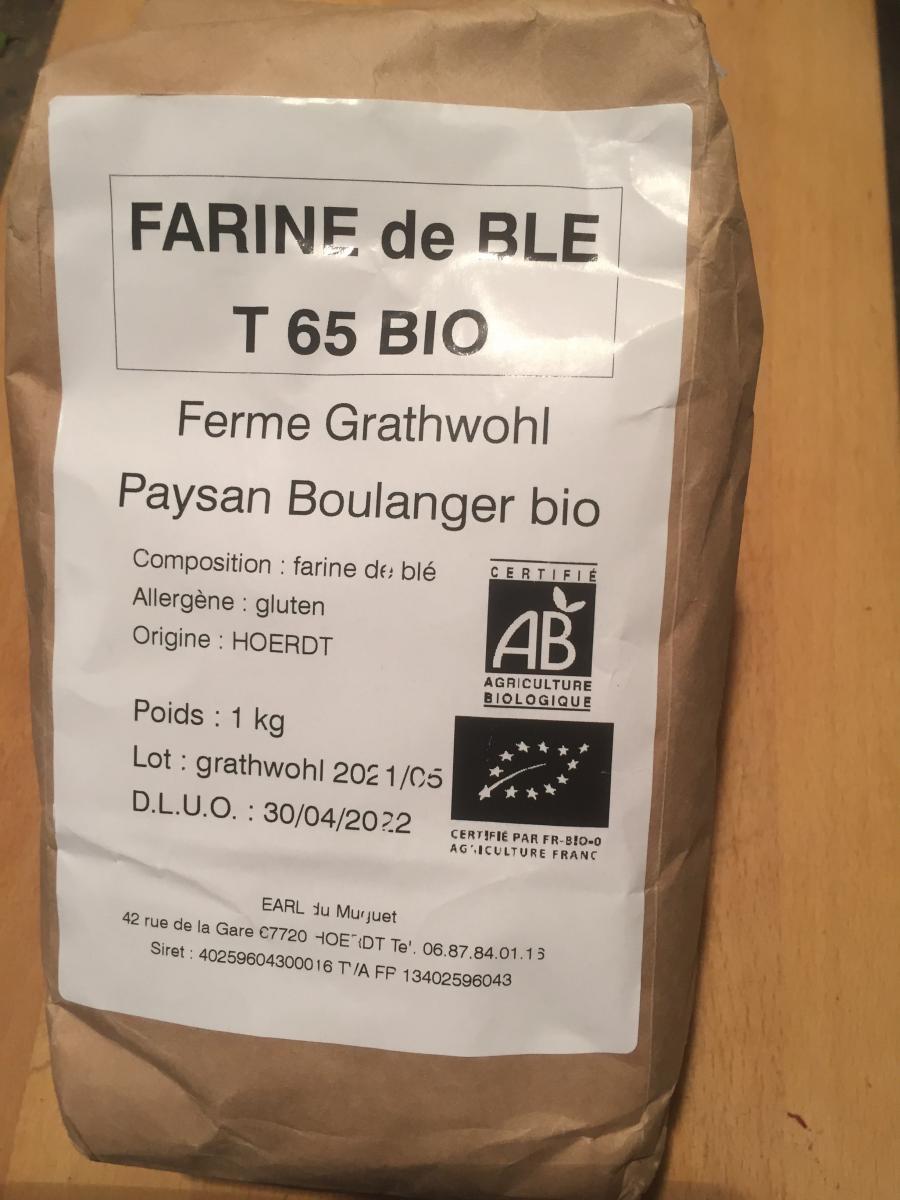 FARINE de BLE
T 65 BIO
Ferme Grathwohl
Paysan Boulanger bio
Composition : farine de blé
Allergène : gluten
Origine : HOERDT
CERTIFIÉ
AB
AGRICULTURE
BIOLOGIQUE
Poids : 1 kg
Lot : grathwohl 2021/05
D.L.U.O. : 30/04/2022
CERTIFIÉ PAR FR-BIO-0
AGRICULTURE FRANC
EARL du Muguet
42 rue de la Gare 67720 HOERDT Tel. 06.87.84.01.13
Siret : 40259604300016 TVA FR 13402596043